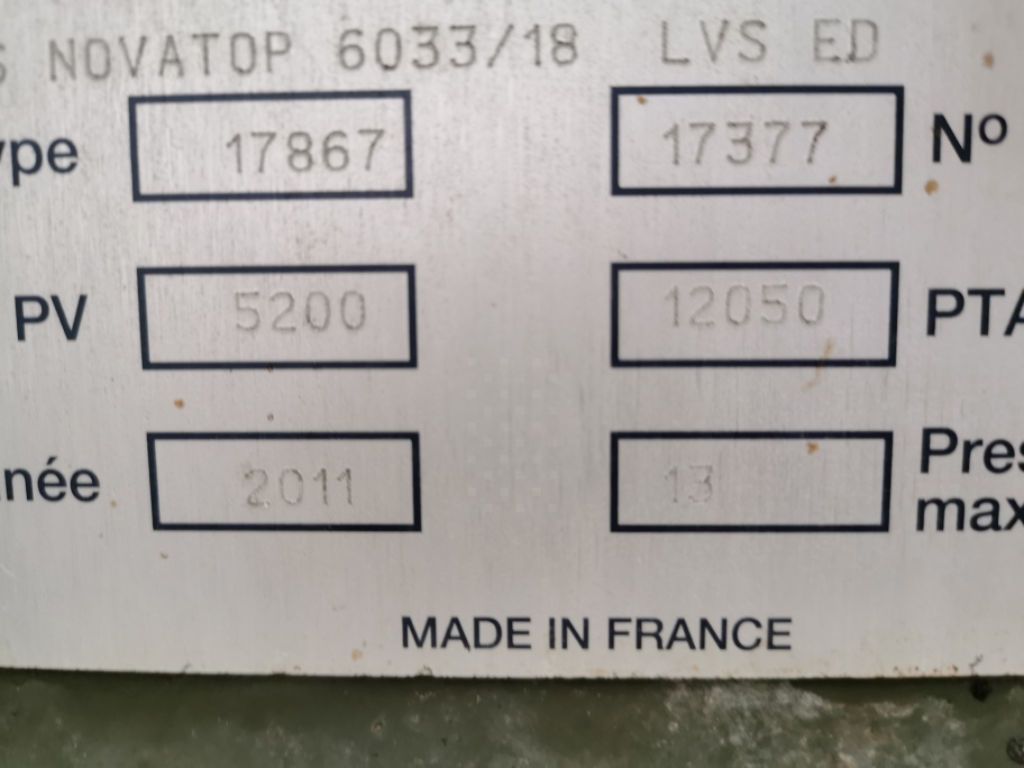 S NOVATOP 6033/18 LVS ED
ype 17867 17377 Nº
PV 5200 12050 PTA
née 2011 13 Pres
max
MADE IN FRANCE